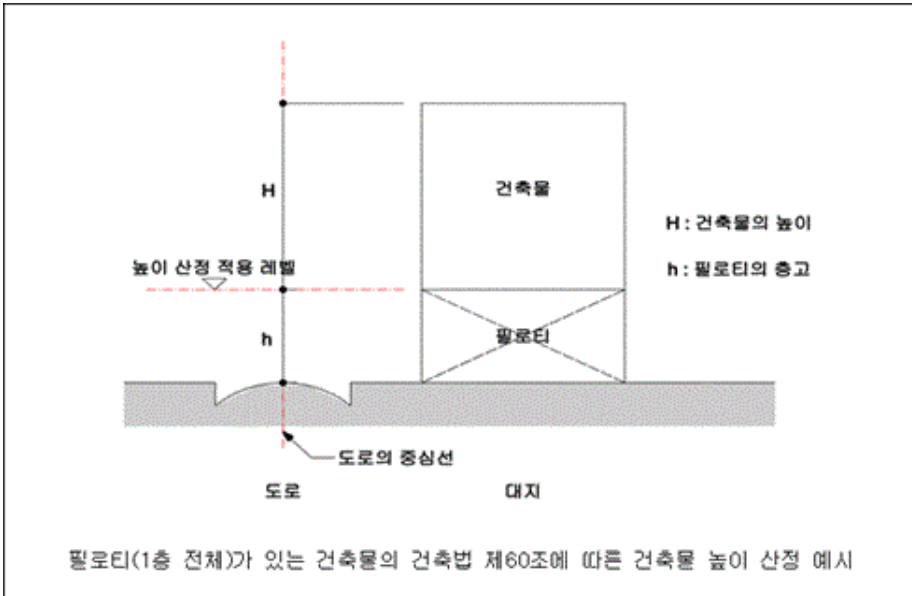 H
건축물
H : 건축물의 높이
높이 산정 적용 레벨
h : 필로티의 층고
h
필로티
도로의 중심선
도로
대지
필로티(1층 전체)가 있는 건축물의 건축법 제60조에 따른 건축물 높이 산정 예시